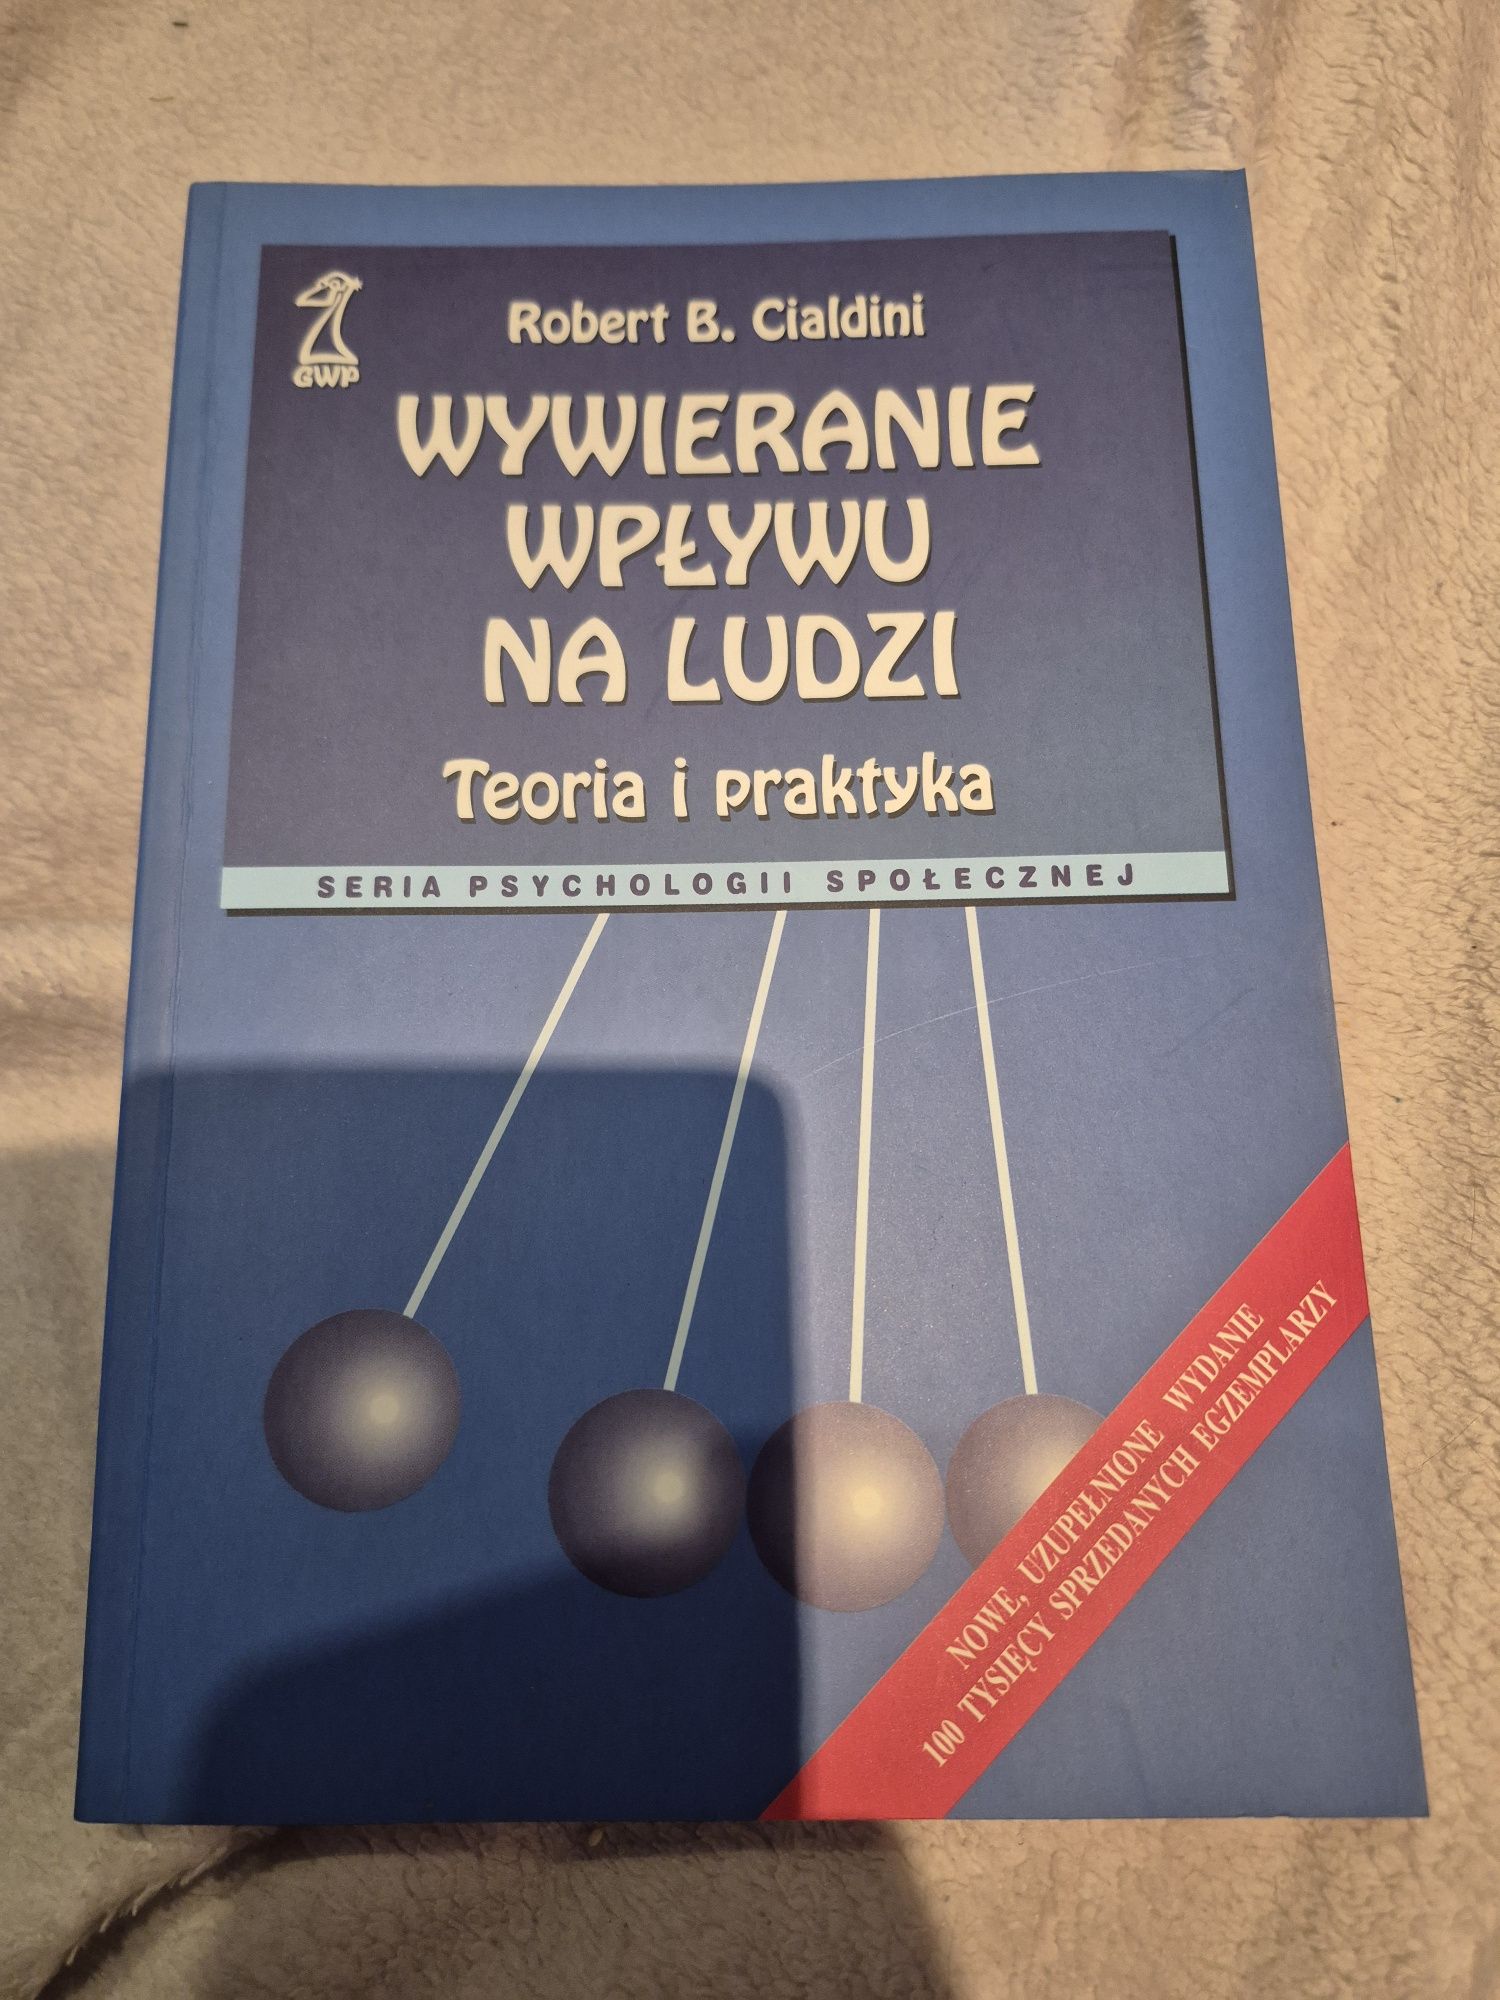 GWP
Robert B. Cialdini
WYWIERANIE
WPŁYWU
NA LUDZI
Teoria i praktyka
SERIA PSYCHOLOGII SPOŁECZNEJ
NOWE, UZUPEŁNIONE WYDANIE
100 TYSIĘCY SPRZEDANYCH EGZEMPLARZY